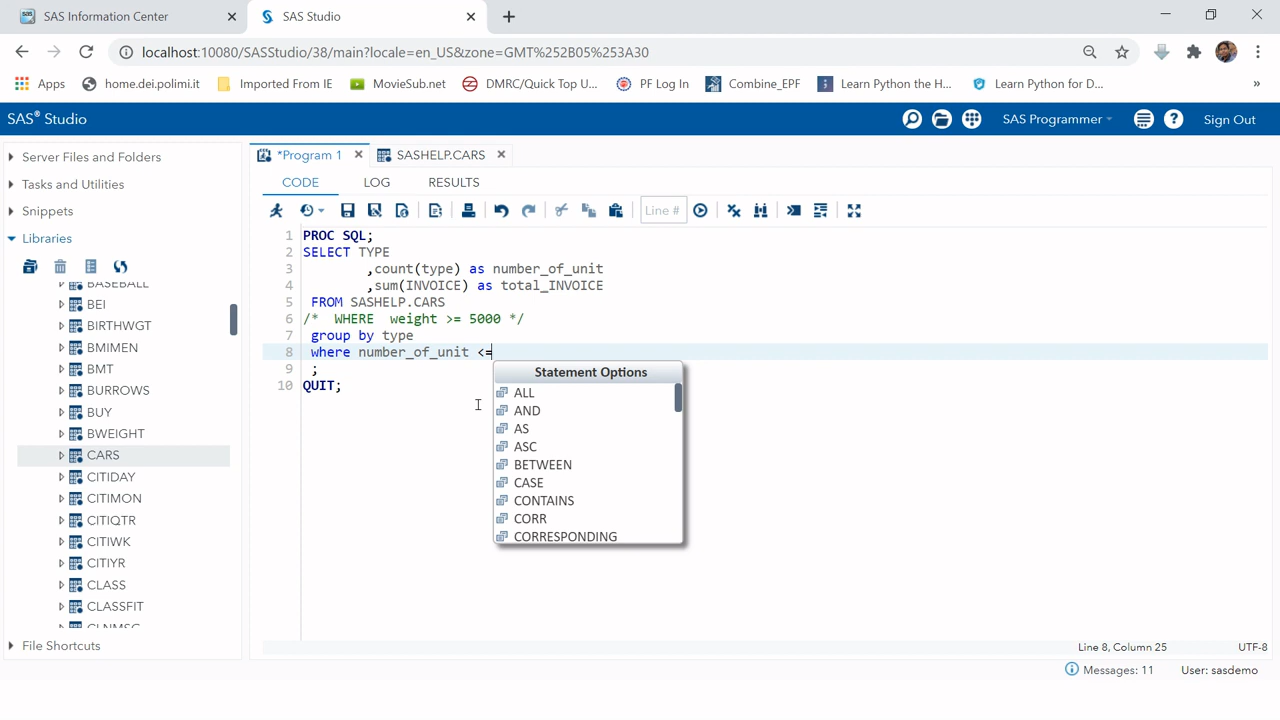 SAS Information Center
SAS Studio
localhost:10080/SASStudio/38/main?locale=en_US&zone=GMT%252B05%253A30
Apps home.dei.polimi.it Imported From IE MovieSub.net DMRC/Quick Top U... PF Log In Combine_EPF Learn Python the H... Learn Python for D... »
SAS® Studio
SAS Programmer
Sign Out
Server Files and Folders
Tasks and Utilities
Snippets
Libraries
BASEBALL
BEI
BIRTHWGT
BMIMEN
BMT
BURROWS
BUY
BWEIGHT
CARS
CITIDAY
CITIMON
CITIQTR
CITIWK
CITIYR
CLASS
CLASSFIT
CLNMSG
File Shortcuts
*Program 1
SASHELP.CARS
CODE LOG RESULTS
Line #
1 PROC SQL;
2 SELECT TYPE
3 ,count(type) as number_of_unit
4 ,sum(INVOICE) as total_INVOICE
5 FROM SASHELP.CARS
6 /* WHERE weight >= 5000 */
7 group by type
8 where number_of_unit <=
9 ;
10 QUIT;
Statement Options
ALL
AND
AS
ASC
BETWEEN
CASE
CONTAINS
CORR
CORRESPONDING
Line 8, Column 25
UTF-8
Messages: 11
User: sasdemo